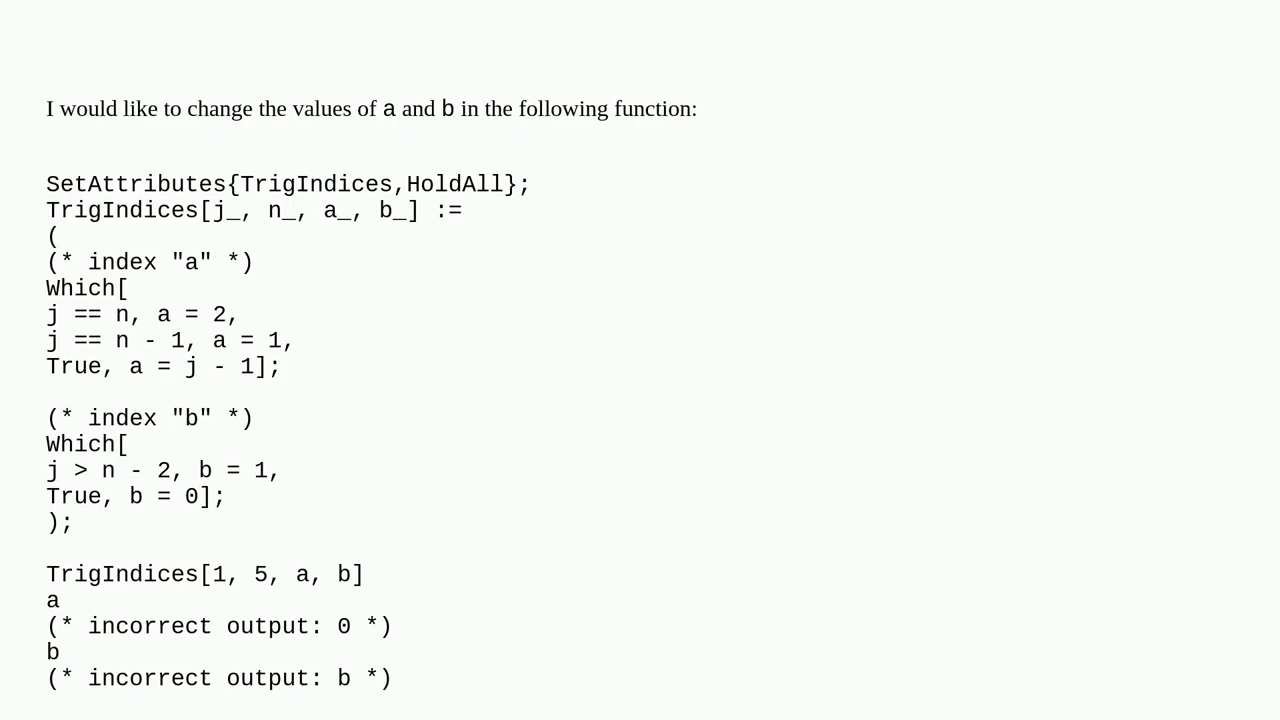 I would like to change the values of a and b in the following function:
SetAttributes{TrigIndices,HoldAll};
TrigIndices[j_, n_, a_, b_] :=
(
(* index "a" *)
Which[
j == n, a = 2,
j == n - 1, a = 1,
True, a = j - 1];
(* index "b" *)
Which[
j > n - 2, b = 1,
True, b = 0];
);
TrigIndices[1, 5, a, b]
a
(* incorrect output: 0 *)
b
(* incorrect output: b *)